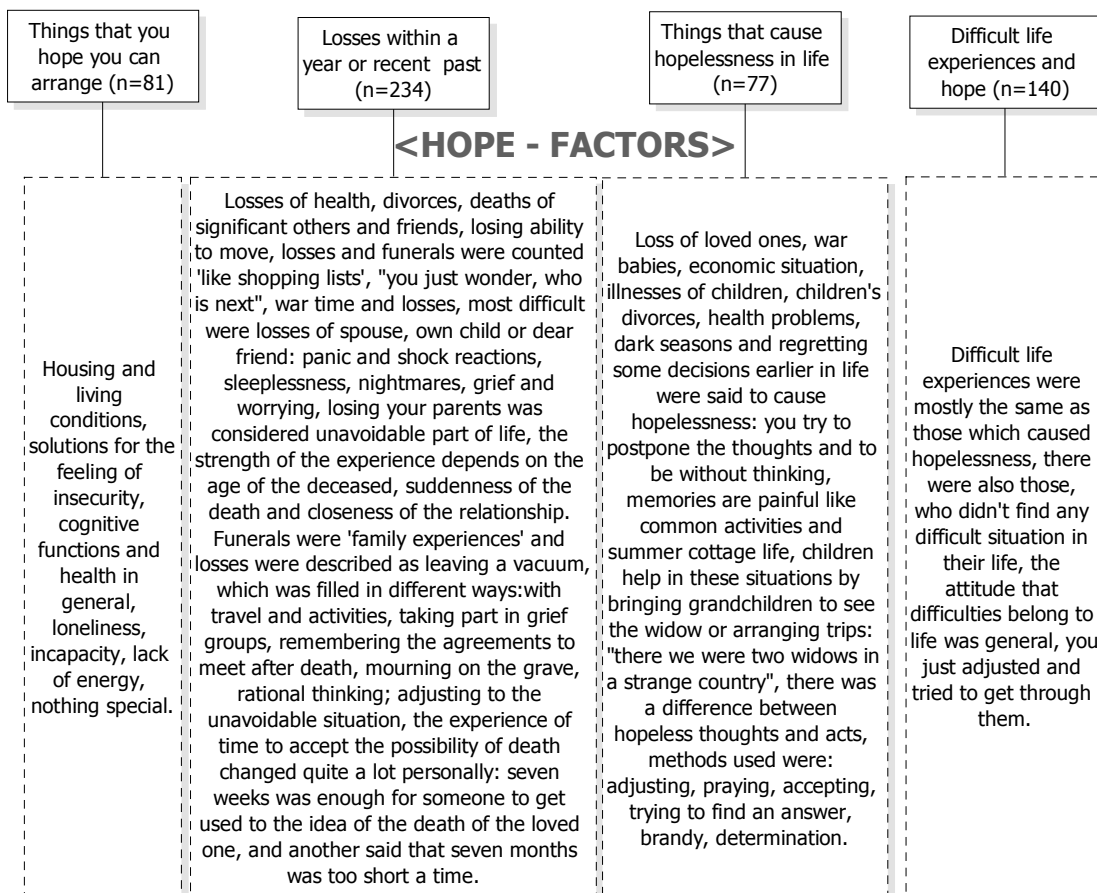 Things that you
hope you can
arrange (n=81)
Losses within a
year or recent past
(n=234)
Things that cause
hopelessness in life
(n=77)
Difficult life
experiences and
hope (n=140)
<HOPE - FACTORS>
Housing and
living
conditions,
solutions for the
feeling of
insecurity,
cognitive
functions and
health in
general,
loneliness,
incapacity, lack
of energy,
nothing special.
Losses of health, divorces, deaths of
significant others and friends, losing ability
to move, losses and funerals were counted
'like shopping lists', "you just wonder, who
is next", war time and losses, most difficult
were losses of spouse, own child or dear
friend: panic and shock reactions,
sleeplessness, nightmares, grief and
worrying, losing your parents was
considered unavoidable part of life, the
strength of the experience depends on the
age of the deceased, suddenness of the
death and closeness of the relationship.
Funerals were 'family experiences' and
losses were described as leaving a vacuum,
which was filled in different ways:with
travel and activities, taking part in grief
groups, remembering the agreements to
meet after death, mourning on the grave,
rational thinking; adjusting to the
unavoidable situation, the experience of
time to accept the possibility of death
changed quite a lot personally: seven
weeks was enough for someone to get
used to the idea of the death of the loved
one, and another said that seven months
was too short a time.
Loss of loved ones, war
babies, economic situation,
illnesses of children, children's
divorces, health problems,
dark seasons and regretting
some decisions earlier in life
were said to cause
hopelessness: you try to
postpone the thoughts and to
be without thinking,
memories are painful like
common activities and
summer cottage life, children
help in these situations by
bringing grandchildren to see
the widow or arranging trips:
"there we were two widows in
a strange country", there was
a difference between
hopeless thoughts and acts,
methods used were:
adjusting, praying, accepting,
trying to find an answer,
brandy, determination.
Difficult life
experiences were
mostly the same as
those which caused
hopelessness, there
were also those,
who didn't find any
difficult situation in
their life, the
attitude that
difficulties belong to
life was general, you
just adjusted and
tried to get through
them.